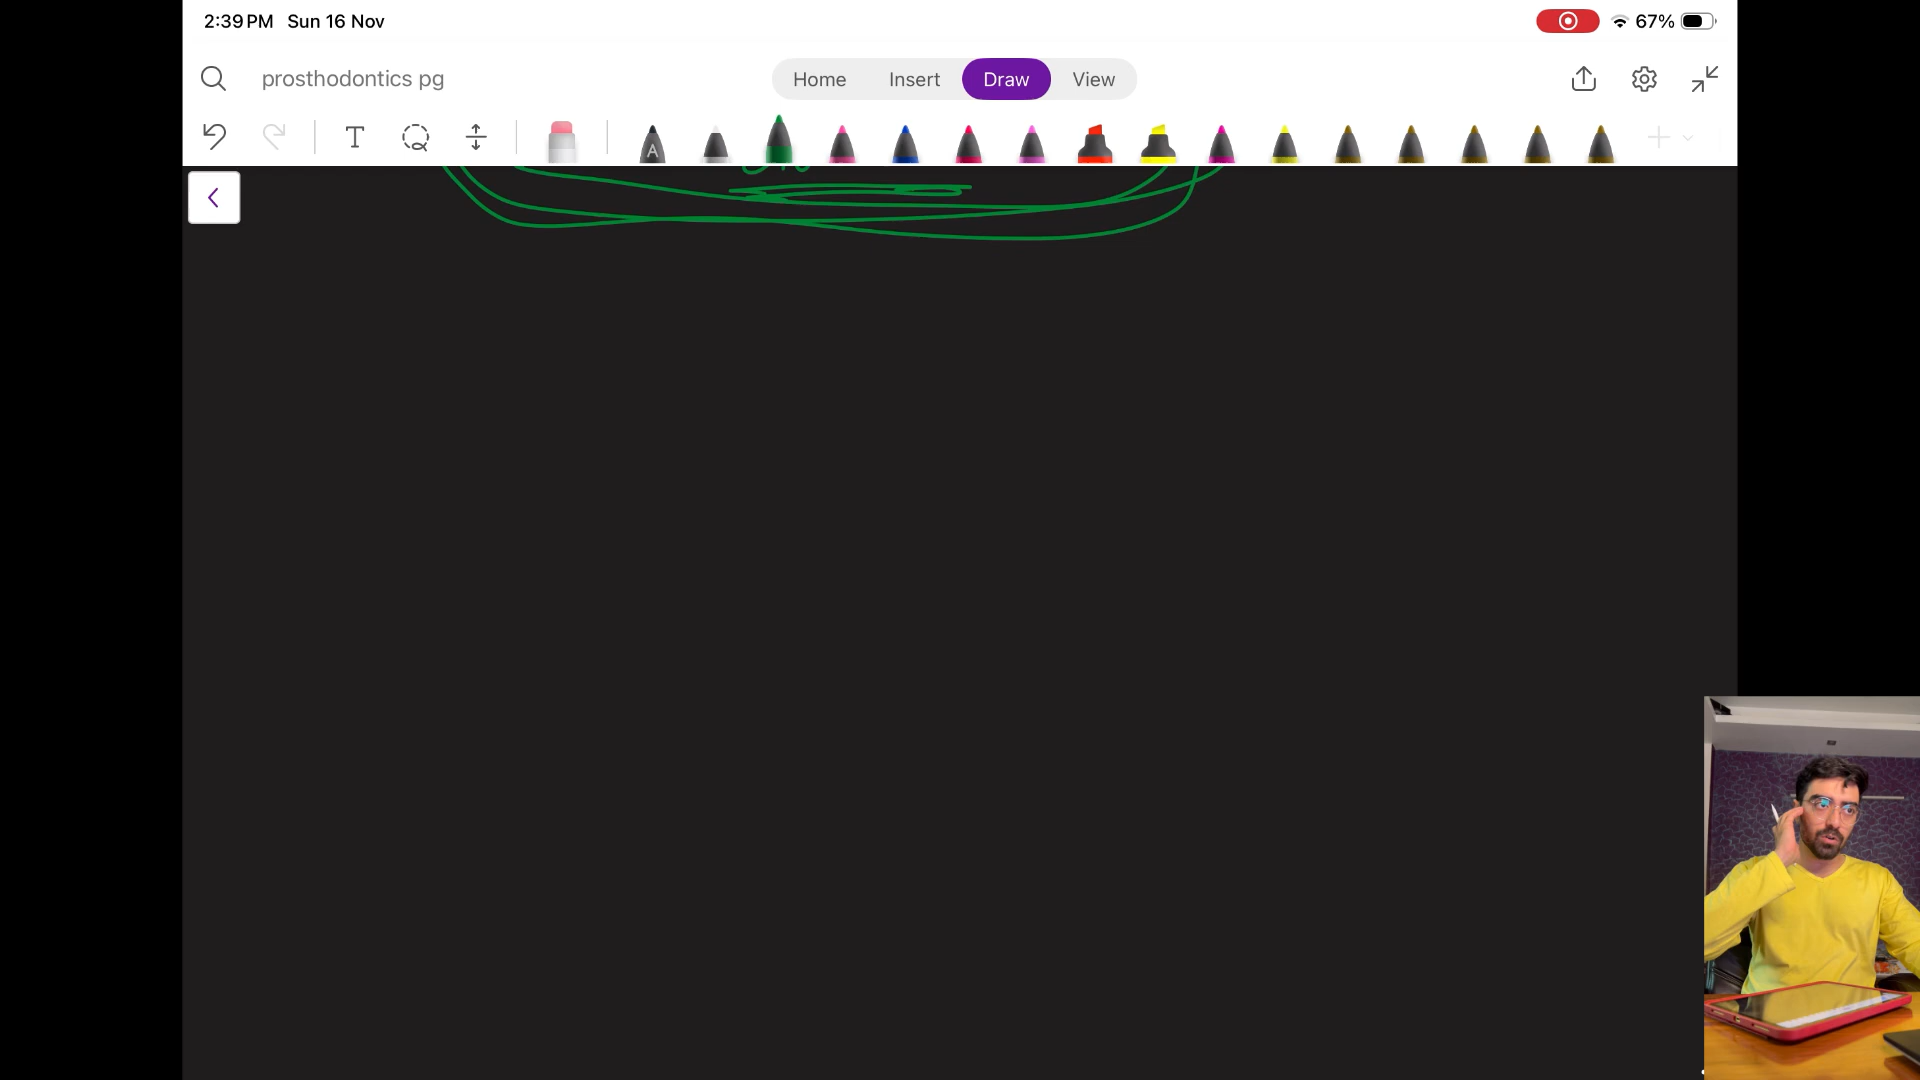 2:39 PM Sun 16 Nov
67%
prosthodontics pg
Home Insert Draw View
T
A